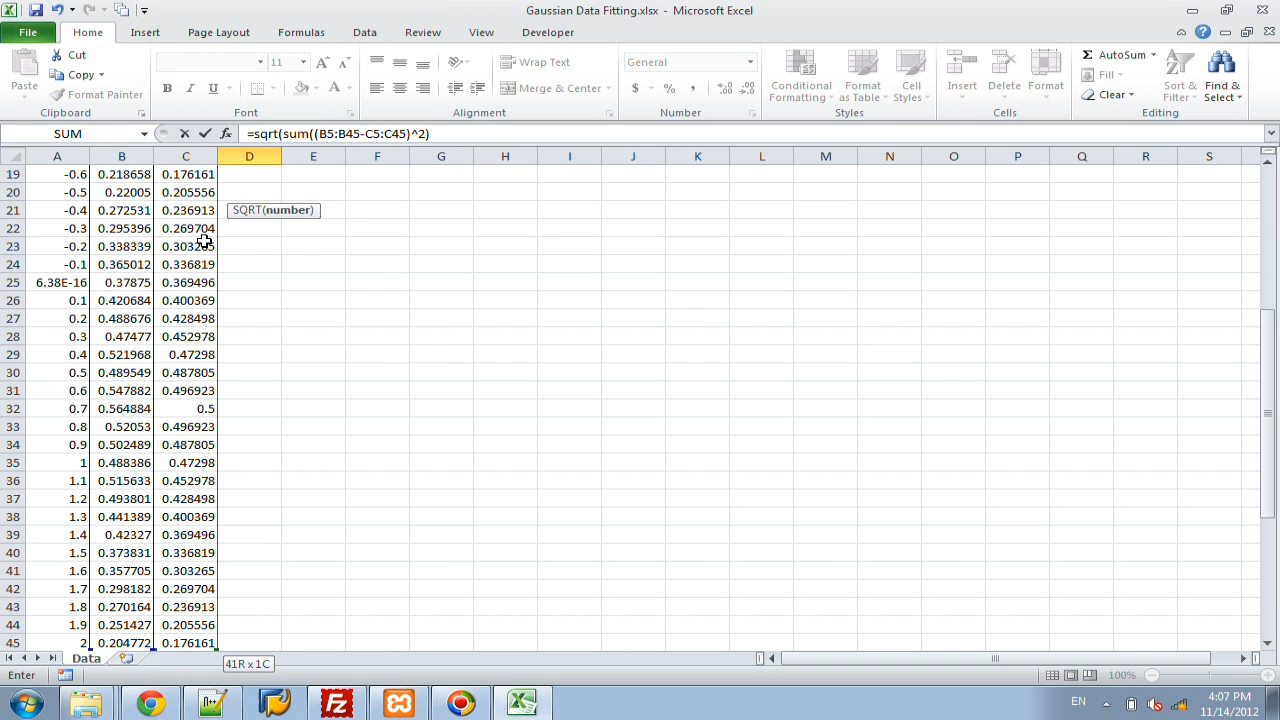 Gaussian Data Fitting.xlsx - Microsoft Excel
File Home Insert Page Layout Formulas Data Review View Developer
Paste Cut Copy Format Painter Clipboard
11 A A B I U A Font
Wrap Text Merge & Center Alignment
General $ % , Number
Conditional Formatting Format as Table Cell Styles Styles
Insert Delete Format Cells
Σ AutoSum Fill Clear Sort & Filter Find & Select Editing
SUM fx =sqrt(sum((B5:B45-C5:C45)^2)
A B C D E F G H I J K L M N O P Q R S
19 -0.6 0.218658 0.176161
20 -0.5 0.22005 0.205556
21 -0.4 0.272531 0.236913 SQRT(number)
22 -0.3 0.295396 0.269704
23 -0.2 0.338339
24 -0.1 0.365012 0.336819
25 6.38E-16 0.37875 0.369496
26 0.1 0.420684 0.400369
27 0.2 0.488676 0.428498
28 0.3 0.47477 0.452978
29 0.4 0.521968 0.47298
30 0.5 0.489549 0.487805
31 0.6 0.547882 0.496923
32 0.7 0.564884 0.5
33 0.8 0.52053 0.496923
34 0.9 0.502489 0.487805
35 1 0.488386 0.47298
36 1.1 0.515633 0.452978
37 1.2 0.493801 0.428498
38 1.3 0.441389 0.400369
39 1.4 0.42327 0.369496
40 1.5 0.373831 0.336819
41 1.6 0.357705 0.303265
42 1.7 0.298182 0.269704
43 1.8 0.270164 0.236913
44 1.9 0.251427 0.205556
45 2 0.204772 0.176161
Data 41R x 1C
Enter 100%
EN 4:07 PM
11/14/2012